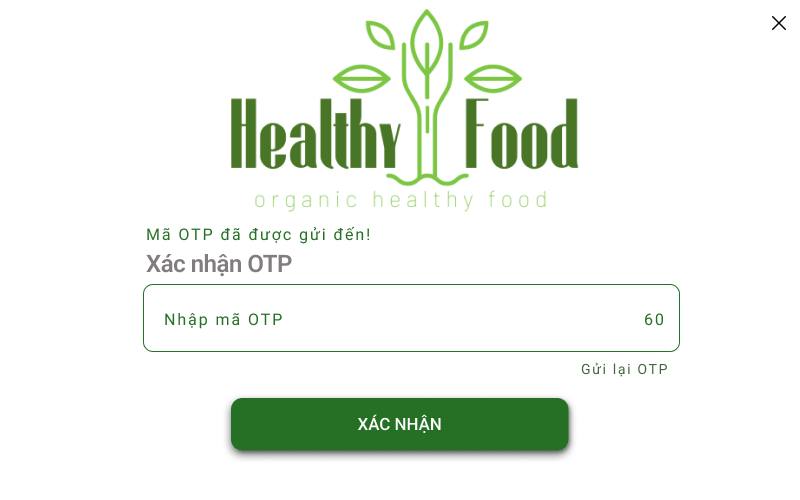 Healthy Food
organic healthy food
Mã OTP đã được gửi đến!
Xác nhận OTP
Nhập mã OTP 60
Gửi lại OTP
XÁC NHẬN